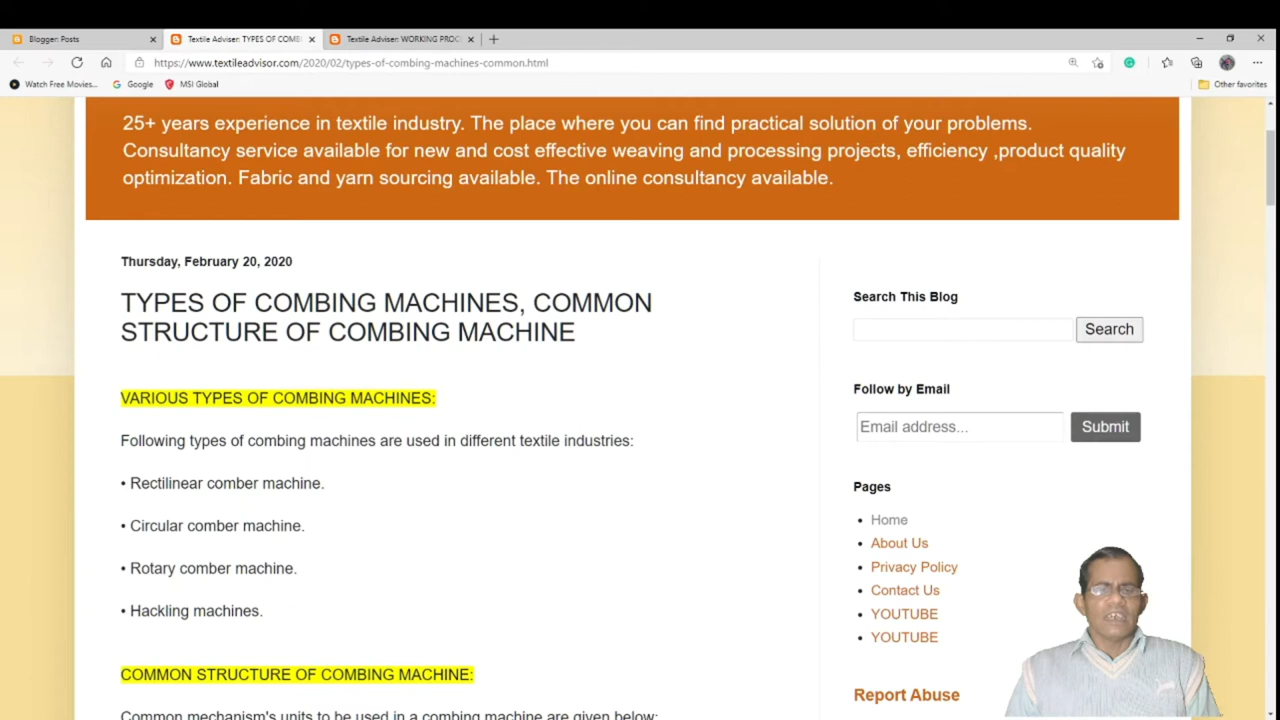 Blogger: Posts
Textile Adviser: TYPES OF COMB
Textile Adviser: WORKING PROC
https://www.textileadvisor.com/2020/02/types-of-combing-machines-common.html
Watch Free Movies...
Google
MSI Global
Other favorites
25+ years experience in textile industry. The place where you can find practical solution of your problems.
Consultancy service available for new and cost effective weaving and processing projects, efficiency ,product quality
optimization. Fabric and yarn sourcing available. The online consultancy available.
Thursday, February 20, 2020
TYPES OF COMBING MACHINES, COMMON
STRUCTURE OF COMBING MACHINE
VARIOUS TYPES OF COMBING MACHINES:
Following types of combing machines are used in different textile industries:
• Rectilinear comber machine.
• Circular comber machine.
• Rotary comber machine.
• Hackling machines.
COMMON STRUCTURE OF COMBING MACHINE:
Common mechanism's units to be used in a combing machine are given below:
Search This Blog
Search
Follow by Email
Email address...
Submit
Pages
Home
About Us
Privacy Policy
Contact Us
YOUTUBE
YOUTUBE
Report Abuse